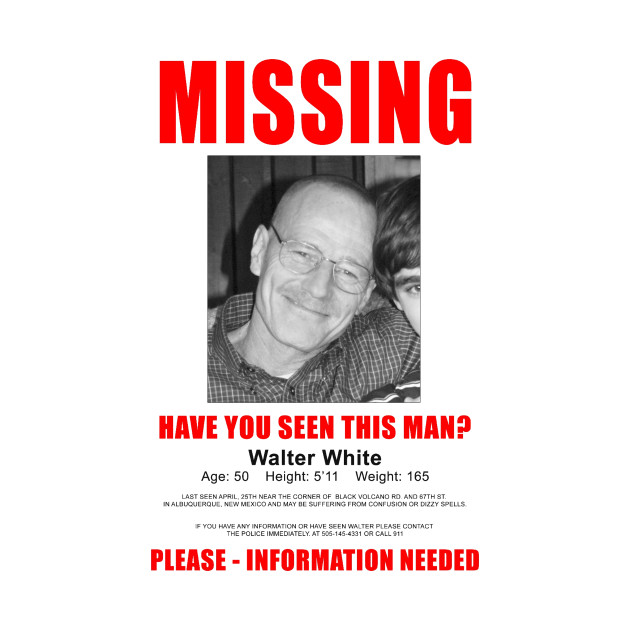 MISSING
HAVE YOU SEEN THIS MAN?
Walter White
Age: 50 Height: 5'11 Weight: 165
LAST SEEN APRIL, 25TH NEAR THE CORNER OF BLACK VOLCANO RD. AND 67TH ST.
IN ALBUQUERQUE, NEW MEXICO AND MAY BE SUFFERING FROM CONFUSION OR DIZZY SPELLS.
IF YOU HAVE ANY INFORMATION OR HAVE SEEN WALTER PLEASE CONTACT
THE POLICE IMMEDIATELY. AT 505-145-4331 OR CALL 911
PLEASE - INFORMATION NEEDED